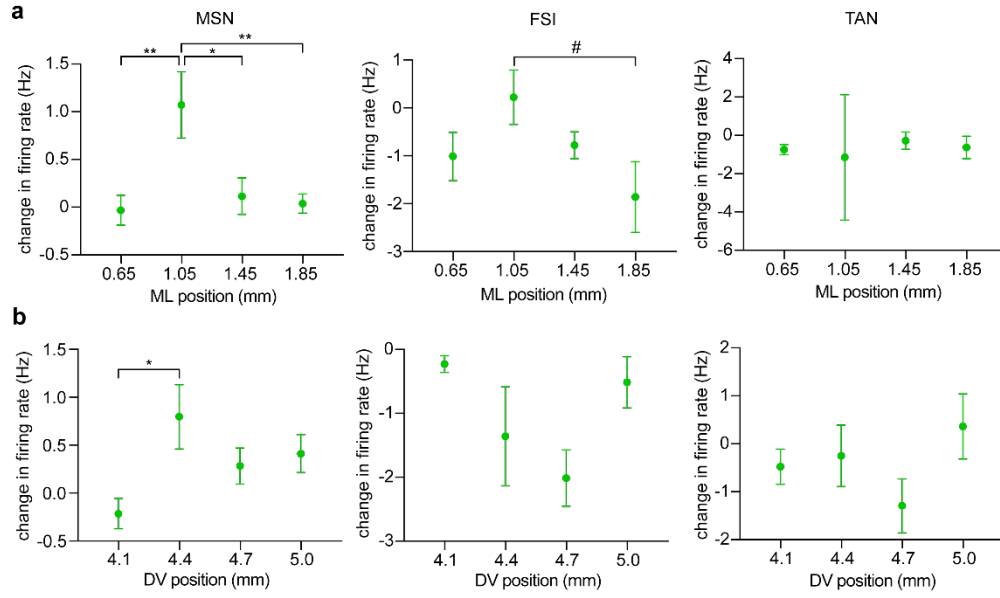 a
MSN
FSI
TAN
change in firing rate (Hz)
1.5
1.0
0.5
0
-0.5
** * **
0.65 1.05 1.45 1.85
ML position (mm)
change in firing rate (Hz)
1
0
-1
-2
-3
#
0.65 1.05 1.45 1.85
ML position (mm)
change in firing rate (Hz)
4
2
0
-2
-4
-6
0.65 1.05 1.45 1.85
ML position (mm)
b
change in firing rate (Hz)
1.5
1.0
0.5
0.0
-0.5
*
4.1 4.4 4.7 5.0
DV position (mm)
change in firing rate (Hz)
0
-1
-2
-3
4.1 4.4 4.7 5.0
DV position (mm)
change in firing rate (Hz)
2
1
0
-1
-2
4.1 4.4 4.7 5.0
DV position (mm)